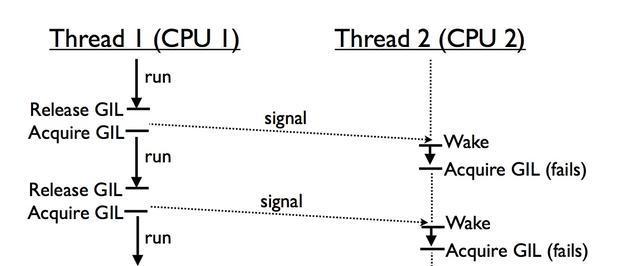 Thread 1 (CPU 1)
Thread 2 (CPU 2)
run
Release GIL
Acquire GIL
signal
Wake
run
Acquire GIL (fails)
Release GIL
Acquire GIL
signal
Wake
run
Acquire GIL (fails)